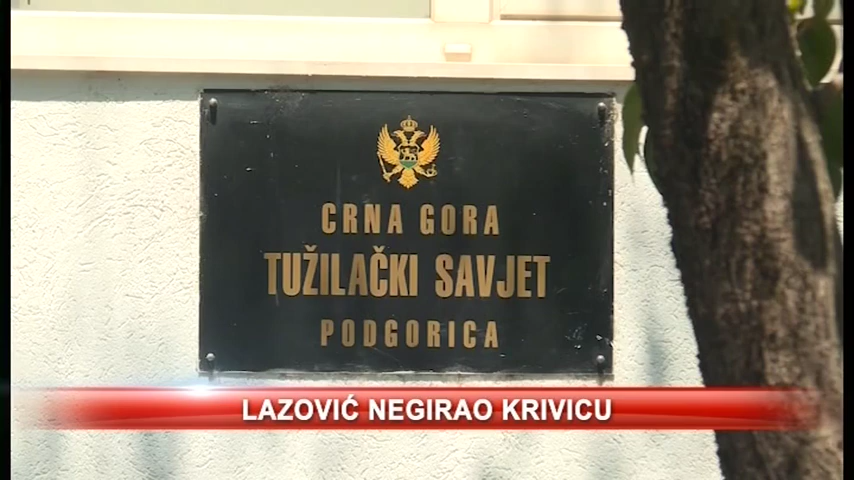 CRNA GORA
TUŽILAČKI SAVJET
PODGORICA
LAZOVIĆ NEGIRAO KRIVICU